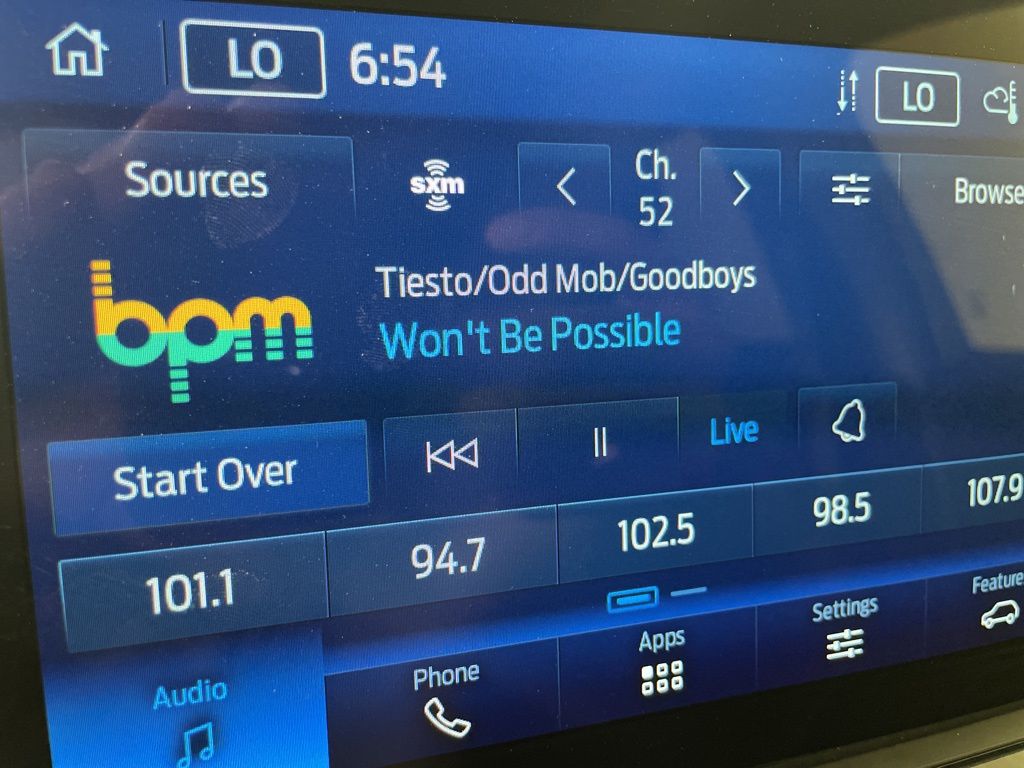 LO 6:54 LO
Sources sxm Ch. 52 Browse
bpm
Tiesto/Odd Mob/Goodboys
Won't Be Possible
Start Over Live
101.1 94.7 102.5 98.5 107.9
Audio Phone Apps Settings Feature